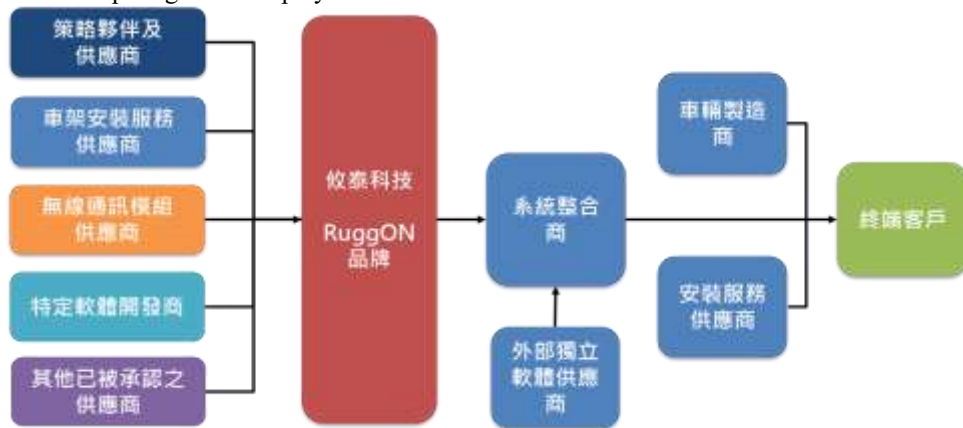 策略夥伴及
供應商
車架安裝服務
供應商
無線通訊模組
供應商
特定軟體開發商
其他已被承認之
供應商
攸泰科技
RuggON
品牌
系統整合
商
外部獨立
軟體供應
商
車輛製造
商
安裝服務
供應商
終端客戶